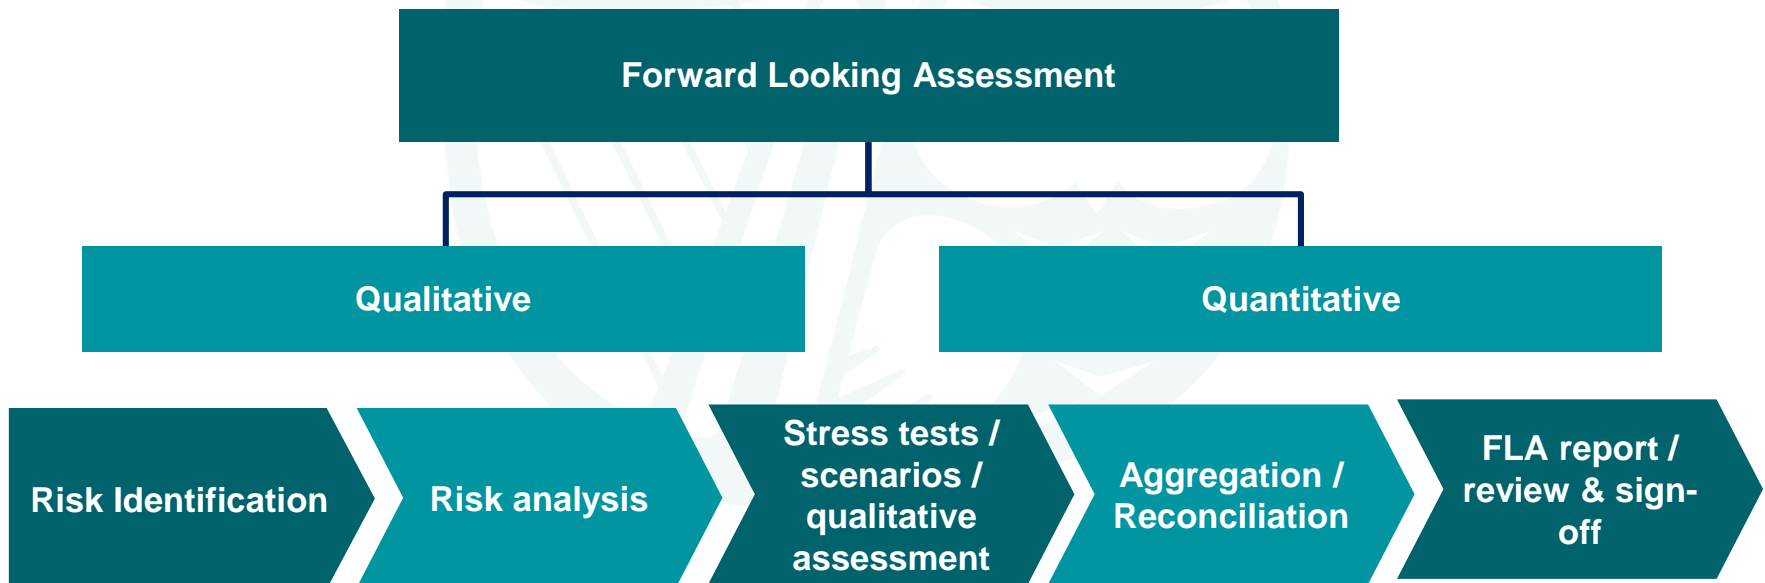 Forward Looking Assessment
Qualitative
Quantitative
Risk Identification
Risk analysis
Stress tests /
scenarios /
qualitative
assessment
Aggregation /
Reconciliation
FLA report /
review & sign-
off